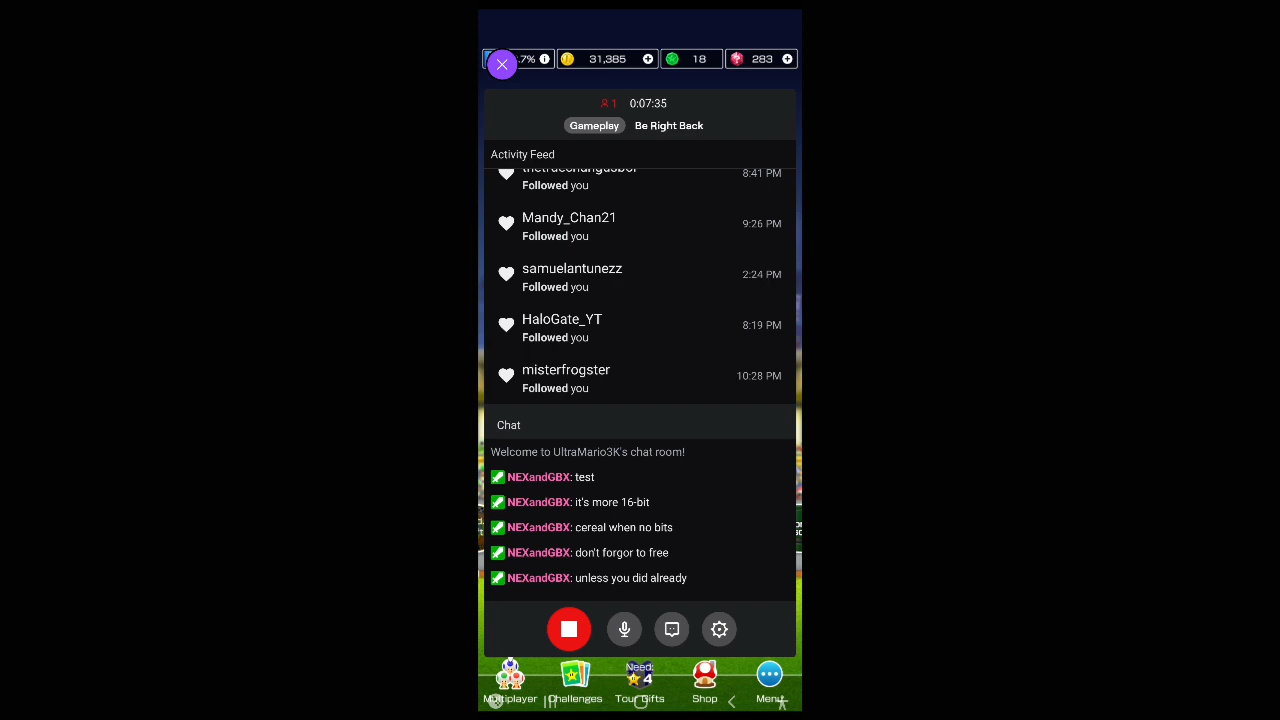 .7% 31,385 18 283
1 0:07:35
Gameplay Be Right Back
Activity Feed
8:41 PM
Followed you
Mandy_Chan21 9:26 PM
Followed you
samuelantunezz 2:24 PM
Followed you
HaloGate_YT 8:19 PM
Followed you
misterfrogster 10:28 PM
Followed you
Chat
Welcome to UltraMario3K's chat room!
NEXandGBX: test
NEXandGBX: it's more 16-bit
NEXandGBX: cereal when no bits
NEXandGBX: don't forgor to free
NEXandGBX: unless you did already
Need:
4
Multiplayer Challenges Tour Gifts Shop Menu